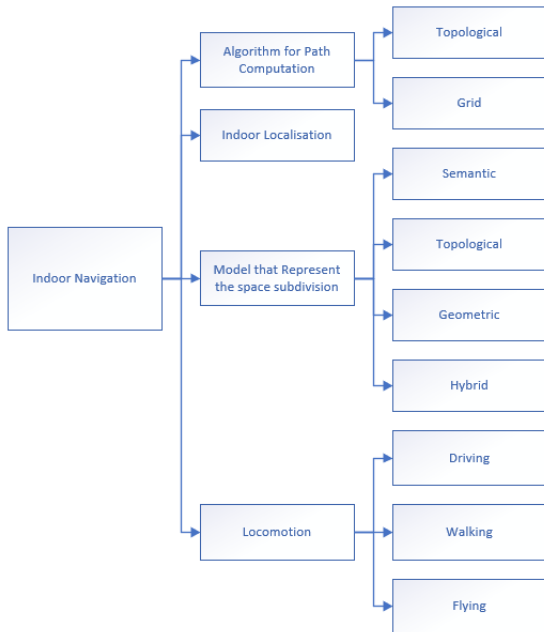 Indoor Navigation
Algorithm for Path
Computation
Topological
Grid
Indoor Localisation
Model that Represent
the space subdivision
Semantic
Topological
Geometric
Hybrid
Locomotion
Driving
Walking
Flying